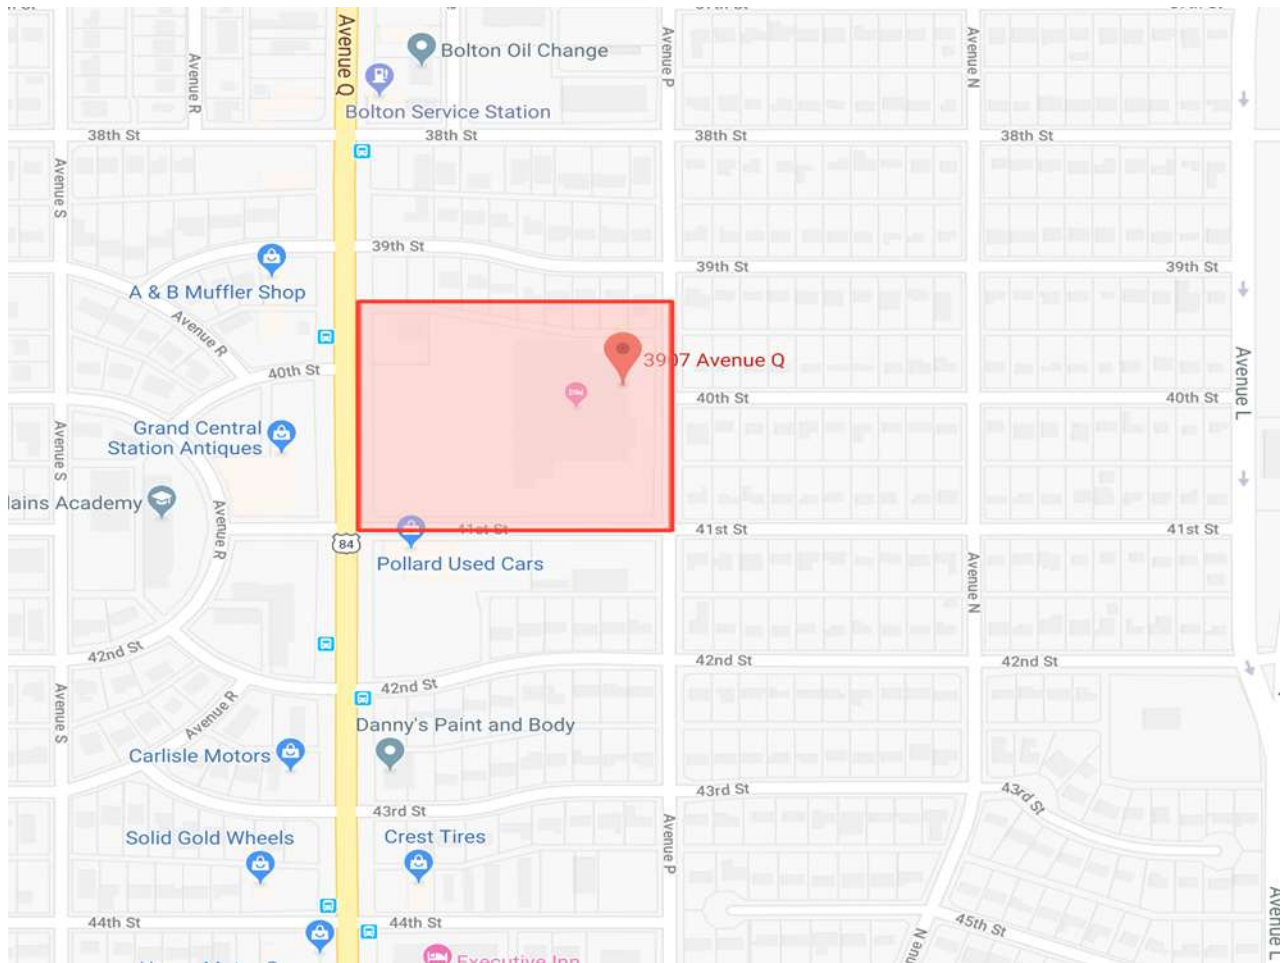 Avenue Q
Avenue R
Bolton Oil Change
Avenue P
Avenue N
Bolton Service Station
38th St
38th St
38th St
38th St
Avenue S
39th St
39th St
39th St
A & B Muffler Shop
Avenue R
40th St
3907 Avenue Q
Avenue L
40th St
40th St
Grand Central
Station Antiques
Avenue S
lains Academy
Avenue R
41st St
41st St
41st St
84
Pollard Used Cars
Avenue N
42nd St
42nd St
42nd St
42nd St
Avenue S
Avenue R
Danny's Paint and Body
Carlisle Motors
43rd St
43rd St
43rd St
Solid Gold Wheels
Crest Tires
Avenue P
44th St
44th St
45th St
Avenue L
Executive Inn